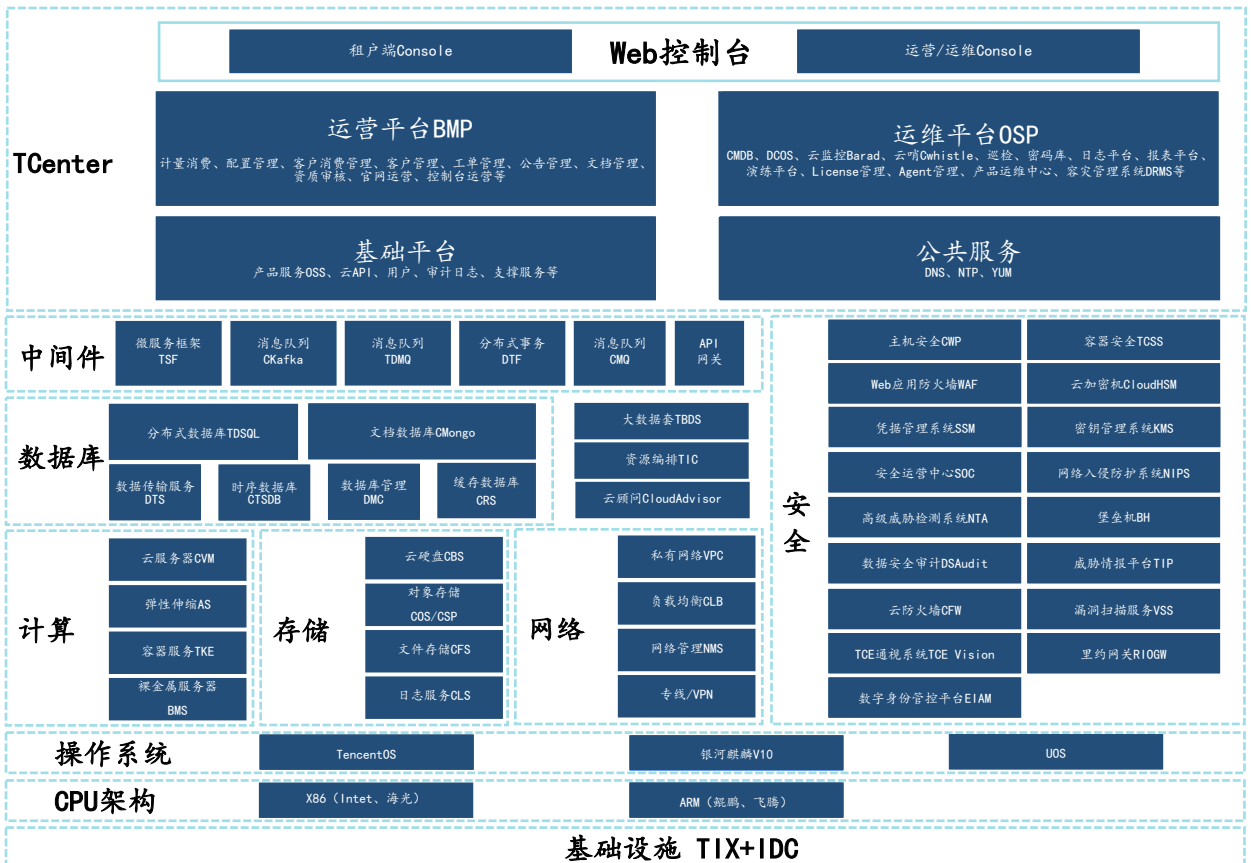 TCenter
租户端Console
Web控制台
运营/运维Console
运营平台BMP
计量消费、配置管理、客户消费管理、客户管理、工单管理、公告管理、文档管理、
资质审核、官网运营、控制台运营等
运维平台OSP
CMDB、DCOS、云监控Barad、云哨Cwhistle、巡检、密码库、日志平台、报表平台、
演练平台、License管理、Agent管理、产品运维中心、容灾管理系统DRMS等
基础平台
产品服务OSS、云API、用户、审计日志、支撑服务等
公共服务
DNS、NTP、YUM
中间件
微服务框架
TSF
消息队列
CKafka
消息队列
TDMQ
分布式事务
DTF
消息队列
CMQ
API
网关
数据库
分布式数据库TDSQL
文档数据库CMongo
数据传输服务
DTS
时序数据库
CTSDB
数据库管理
DMC
缓存数据库
CRS
大数据套TBDS
资源编排TIC
云顾问CloudAdvisor
计算
云服务器CVM
弹性伸缩AS
容器服务TKE
裸金属服务器
BMS
存储
云硬盘CBS
对象存储
COS/CSP
文件存储CFS
日志服务CLS
网络
私有网络VPC
负载均衡CLB
网络管理NMS
专线/VPN
安
全
主机安全CWP
容器安全TCSS
Web应用防火墙WAF
云加密机CloudHSM
凭据管理系统SSM
密钥管理系统KMS
安全运营中心SOC
网络入侵防护系统NIPS
高级威胁检测系统NTA
堡垒机BH
数据安全审计DSAudit
威胁情报平台TIP
云防火墙CFW
漏洞扫描服务VSS
TCE通视系统TCE Vision
里约网关RIOGW
数字身份管控平台EIAM
操作系统
TencentOS
银河麒麟V10
UOS
CPU架构
X86（Intet、海光）
ARM（鲲鹏、飞腾）
基础设施 TIX+IDC